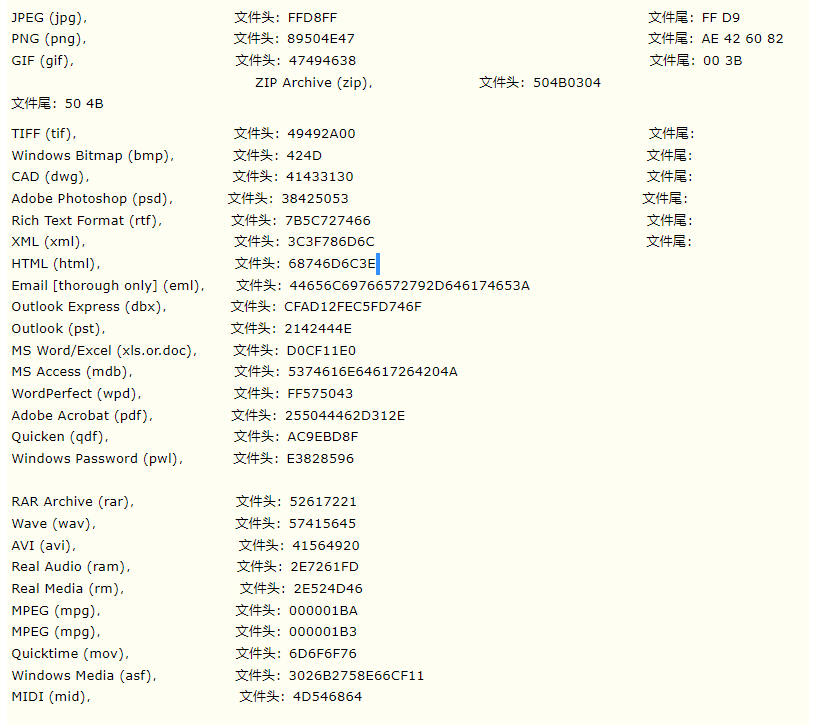 JPEG (jpg)， 文件头：FFD8FF 文件尾：FF D9
PNG (png)， 文件头：89504E47 文件尾：AE 42 60 82
GIF (gif)， 文件头：47494638 文件尾：00 3B
ZIP Archive (zip)， 文件头：504B0304
文件尾：50 4B
TIFF (tif)， 文件头：49492A00 文件尾：
Windows Bitmap (bmp)， 文件头：424D 文件尾：
CAD (dwg)， 文件头：41433130 文件尾：
Adobe Photoshop (psd)， 文件头：38425053 文件尾：
Rich Text Format (rtf)， 文件头：7B5C727466 文件尾：
XML (xml)， 文件头：3C3F786D6C 文件尾：
HTML (html)， 文件头：68746D6C3E
Email [thorough only] (eml)， 文件头：44656C69766572792D646174653A
Outlook Express (dbx)， 文件头：CFAD12FEC5FD746F
Outlook (pst)， 文件头：2142444E
MS Word/Excel (xls.or.doc)， 文件头：D0CF11E0
MS Access (mdb)， 文件头：5374616E64617264204A
WordPerfect (wpd)， 文件头：FF575043
Adobe Acrobat (pdf)， 文件头：255044462D312E
Quicken (qdf)， 文件头：AC9EBD8F
Windows Password (pwl)， 文件头：E3828596
RAR Archive (rar)， 文件头：52617221
Wave (wav)， 文件头：57415645
AVI (avi)， 文件头：41564920
Real Audio (ram)， 文件头：2E7261FD
Real Media (rm)， 文件头：2E524D46
MPEG (mpg)， 文件头：000001BA
MPEG (mpg)， 文件头：000001B3
Quicktime (mov)， 文件头：6D6F6F76
Windows Media (asf)， 文件头：3026B2758E66CF11
MIDI (mid)， 文件头：4D546864